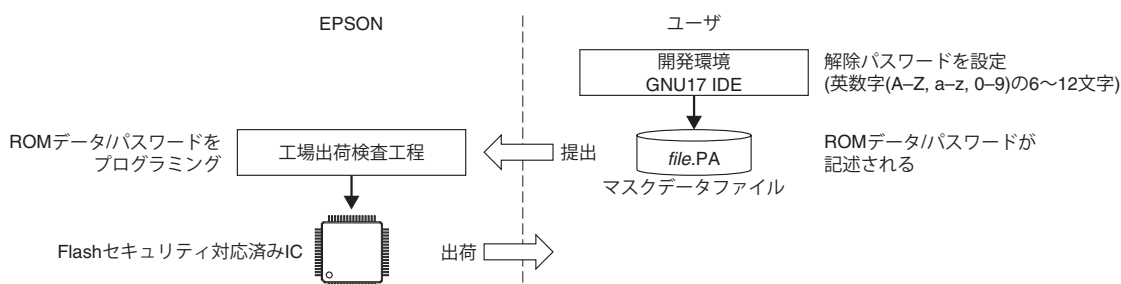 EPSON
ユーザ
開発環境
GNU17 IDE
解除パスワードを設定
(英数字(A–Z, a–z, 0–9)の6～12文字)
ROMデータ/パスワードを
プログラミング
工場出荷検査工程
提出
file.PA
マスクデータファイル
ROMデータ/パスワードが
記述される
Flashセキュリティ対応済みIC
出荷